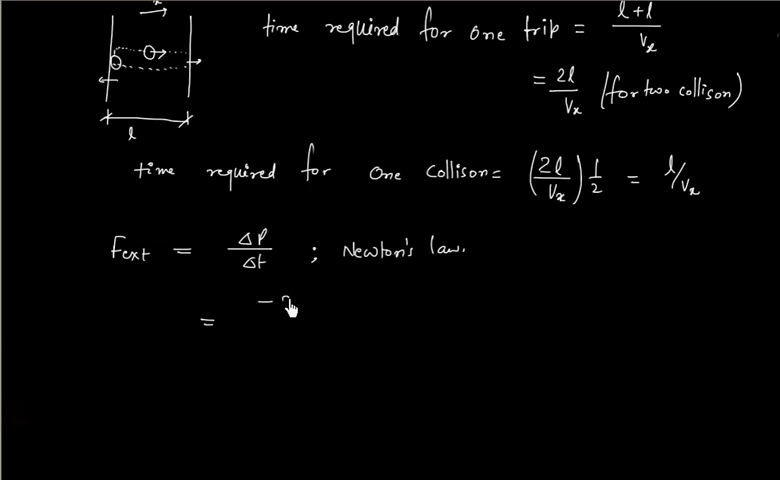 x
time required for one trip = (l+l)/Vx
= 2l/Vx (for two collison)
l
time required for one collison = (2l/Vx) 1/2 = l/Vx
Fext = ΔP/Δt ; Newton's law.
= -